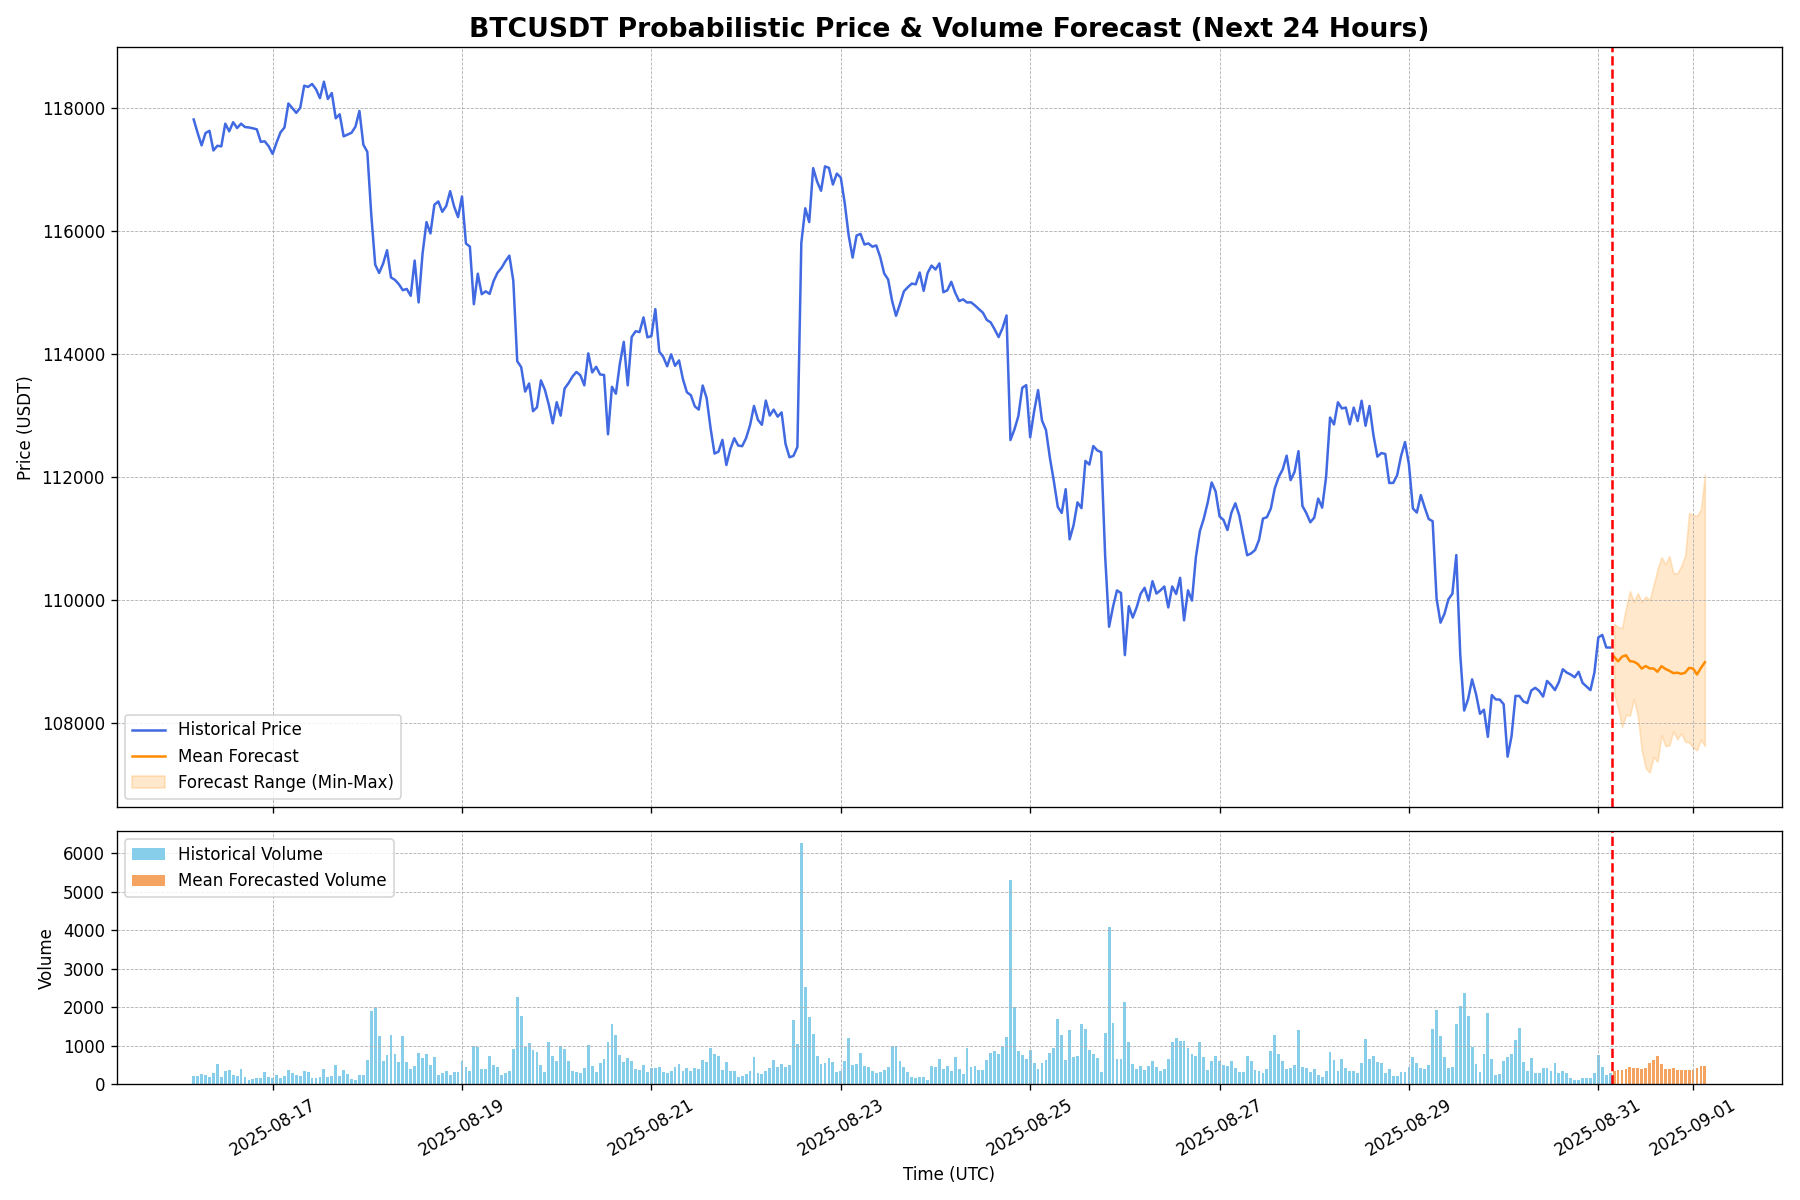 BTCUSDT Probabilistic Price & Volume Forecast (Next 24 Hours)
118000
116000
114000
112000
110000
108000
Price (USDT)
Historical Price
Mean Forecast
Forecast Range (Min-Max)
6000
5000
4000
3000
2000
1000
0
Volume
Historical Volume
Mean Forecasted Volume
2025-08-17
2025-08-19
2025-08-21
2025-08-23
2025-08-25
2025-08-27
2025-08-29
2025-08-31
2025-09-01
Time (UTC)